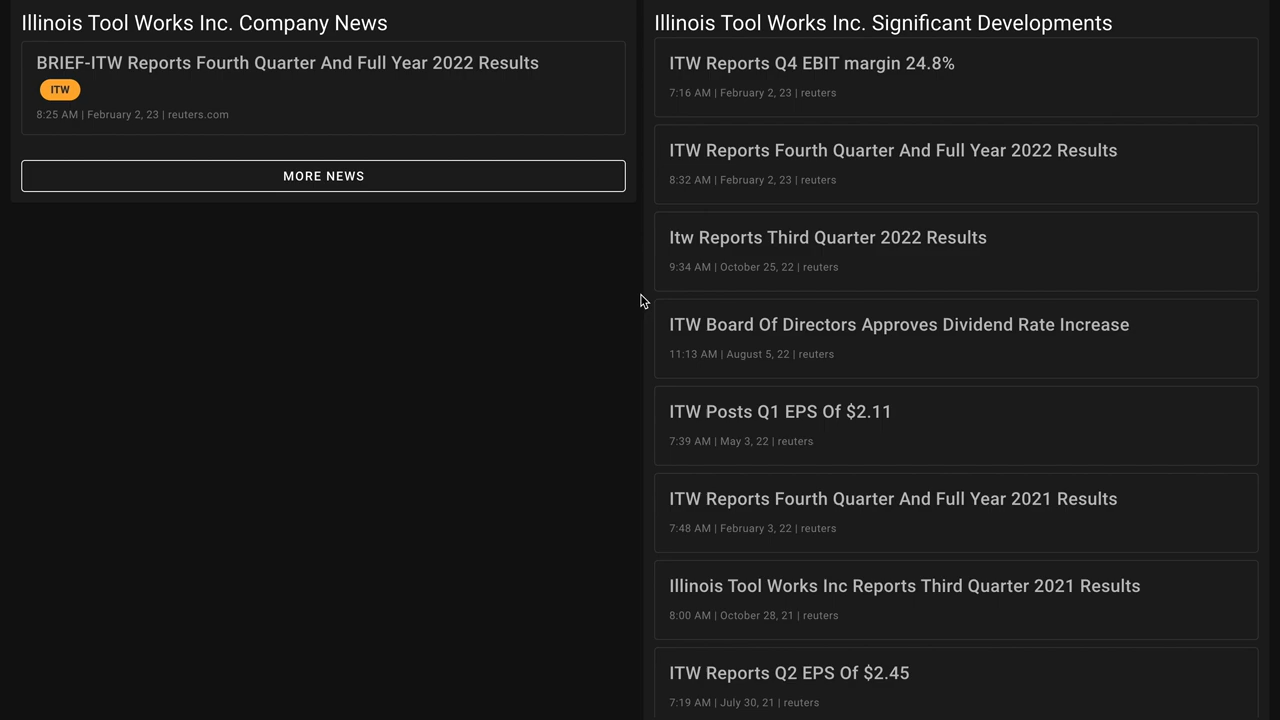 Illinois Tool Works Inc. Company News
BRIEF-ITW Reports Fourth Quarter And Full Year 2022 Results
ITW
8:25 AM | February 2, 23 | reuters.com
MORE NEWS
Illinois Tool Works Inc. Significant Developments
ITW Reports Q4 EBIT margin 24.8%
7:16 AM | February 2, 23 | reuters
ITW Reports Fourth Quarter And Full Year 2022 Results
8:32 AM | February 2, 23 | reuters
Itw Reports Third Quarter 2022 Results
9:34 AM | October 25, 22 | reuters
ITW Board Of Directors Approves Dividend Rate Increase
11:13 AM | August 5, 22 | reuters
ITW Posts Q1 EPS Of $2.11
7:39 AM | May 3, 22 | reuters
ITW Reports Fourth Quarter And Full Year 2021 Results
7:48 AM | February 3, 22 | reuters
Illinois Tool Works Inc Reports Third Quarter 2021 Results
8:00 AM | October 28, 21 | reuters
ITW Reports Q2 EPS Of $2.45
7:19 AM | July 30, 21 | reuters